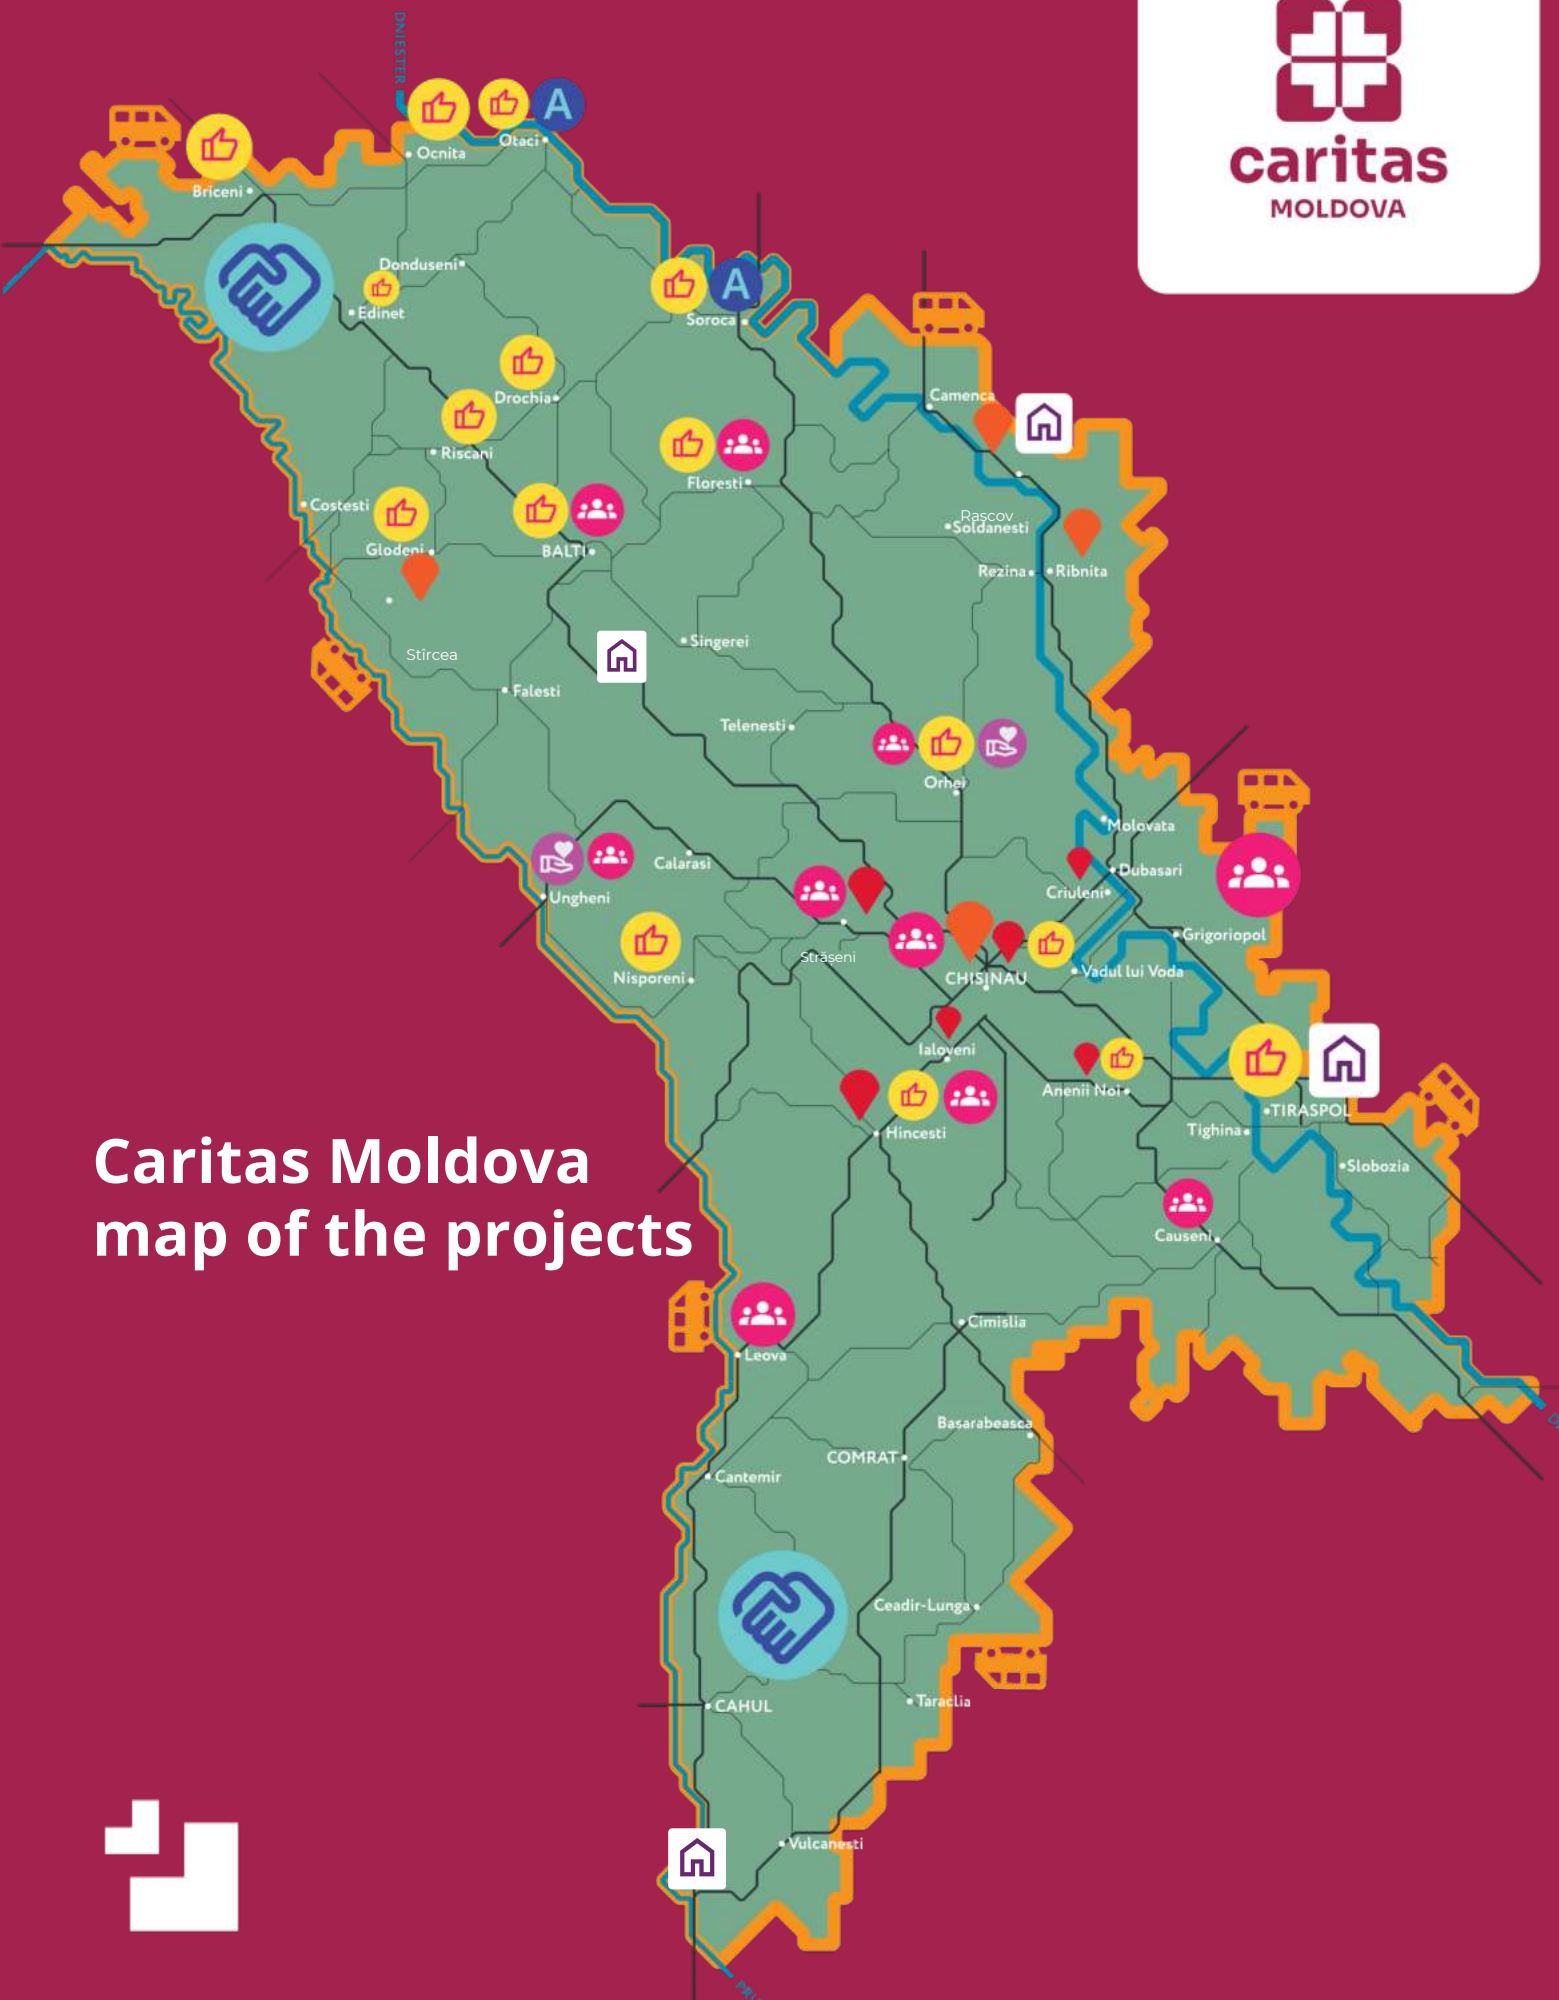 DNIESTER
caritas
MOLDOVA
A
Otaci
Ocnita
Briceni
Donduseni
Edinet
A
Soroca
Drochia
Camenca
Riscani
Floresti
Costesti
Rascov
Soldanesti
Glodeni
BALTI
Rezina
Ribnita
Singerei
Stîrcea
Falesti
Telenesti
Orhei
Molovata
Calarasi
Dubasari
Criuleni
Ungheni
Grigoriopol
Străseni
Nisporeni
CHISINAU
Vadul lui Voda
Ialoveni
Anenii Noi
TIRASPOL
Hincesti
Tighina
Slobozia
Caritas Moldova
map of the projects
Causeni
Cimislia
Leova
Basarabeasca
COMRAT
Cantemir
Ceadir-Lunga
CAHUL
Taraclia
Vulcanesti